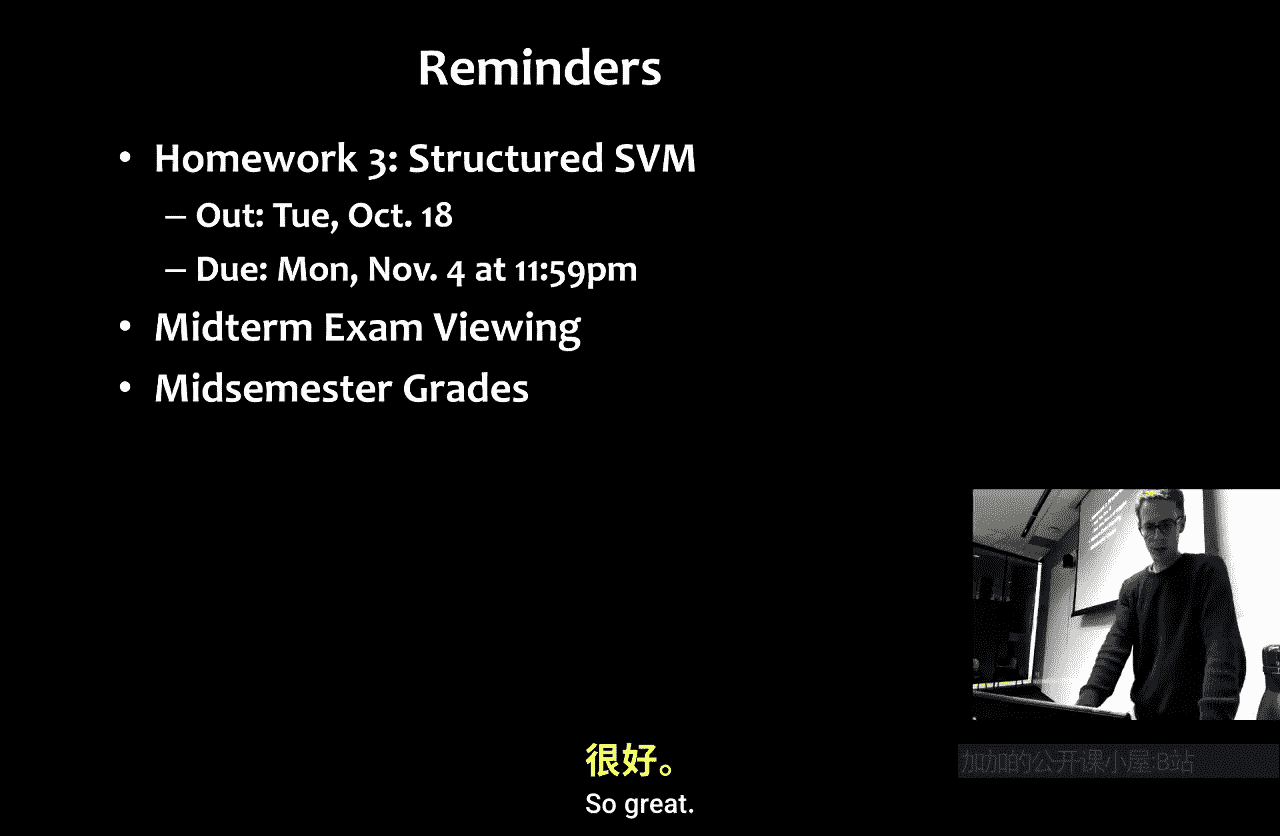 Reminders
• Homework 3: Structured SVM
– Out: Tue, Oct. 18
– Due: Mon, Nov. 4 at 11:59pm
• Midterm Exam Viewing
• Midsemester Grades
加加的公开课小屋:B站
很好。
So great.